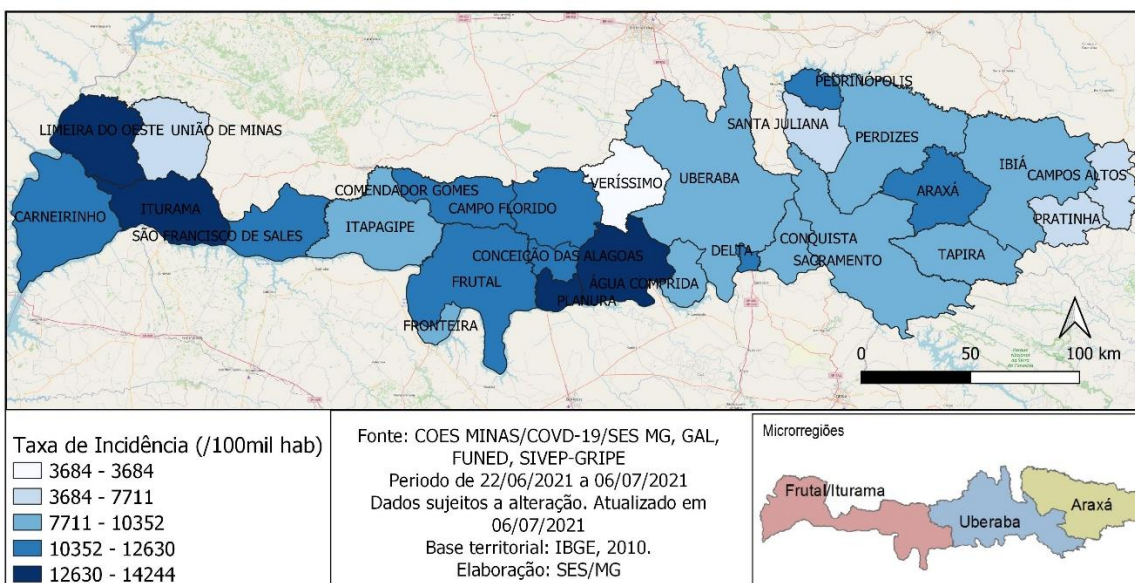 PEDRINÓPOLIS
LIMEIRA DO OESTE
UNIÃO DE MINAS
SANTA JULIANA
PERDIZES
IBIÁ
CAMPOS ALTOS
VERÍSSIMO
UBERABA
COMENDADOR GOMES
ARAXÁ
CARNEIRINHO
ITURAMA
CAMPO FLORIDO
PRATINHA
SÃO FRANCISCO DE SALES
ITAPAGIPE
CONQUISTA
CONCEIÇÃO DAS ALAGOAS
DELTA
SACRAMENTO
TAPIRA
FRUTAL
ÁGUA COMPRIDA
PLANURA
FRONTEIRA
0 50 100 km
Taxa de Incidência (/100mil hab)
3684 - 3684
3684 - 7711
7711 - 10352
10352 - 12630
12630 - 14244
Fonte: COES MINAS/COVD-19/SES MG, GAL,
FUNED, SIVEP-GRIPE
Periodo de 22/06/2021 a 06/07/2021
Dados sujeitos a alteração. Atualizado em
06/07/2021
Base territorial: IBGE, 2010.
Elaboração: SES/MG
Microrregiões
Frutal/Iturama
Uberaba
Araxá